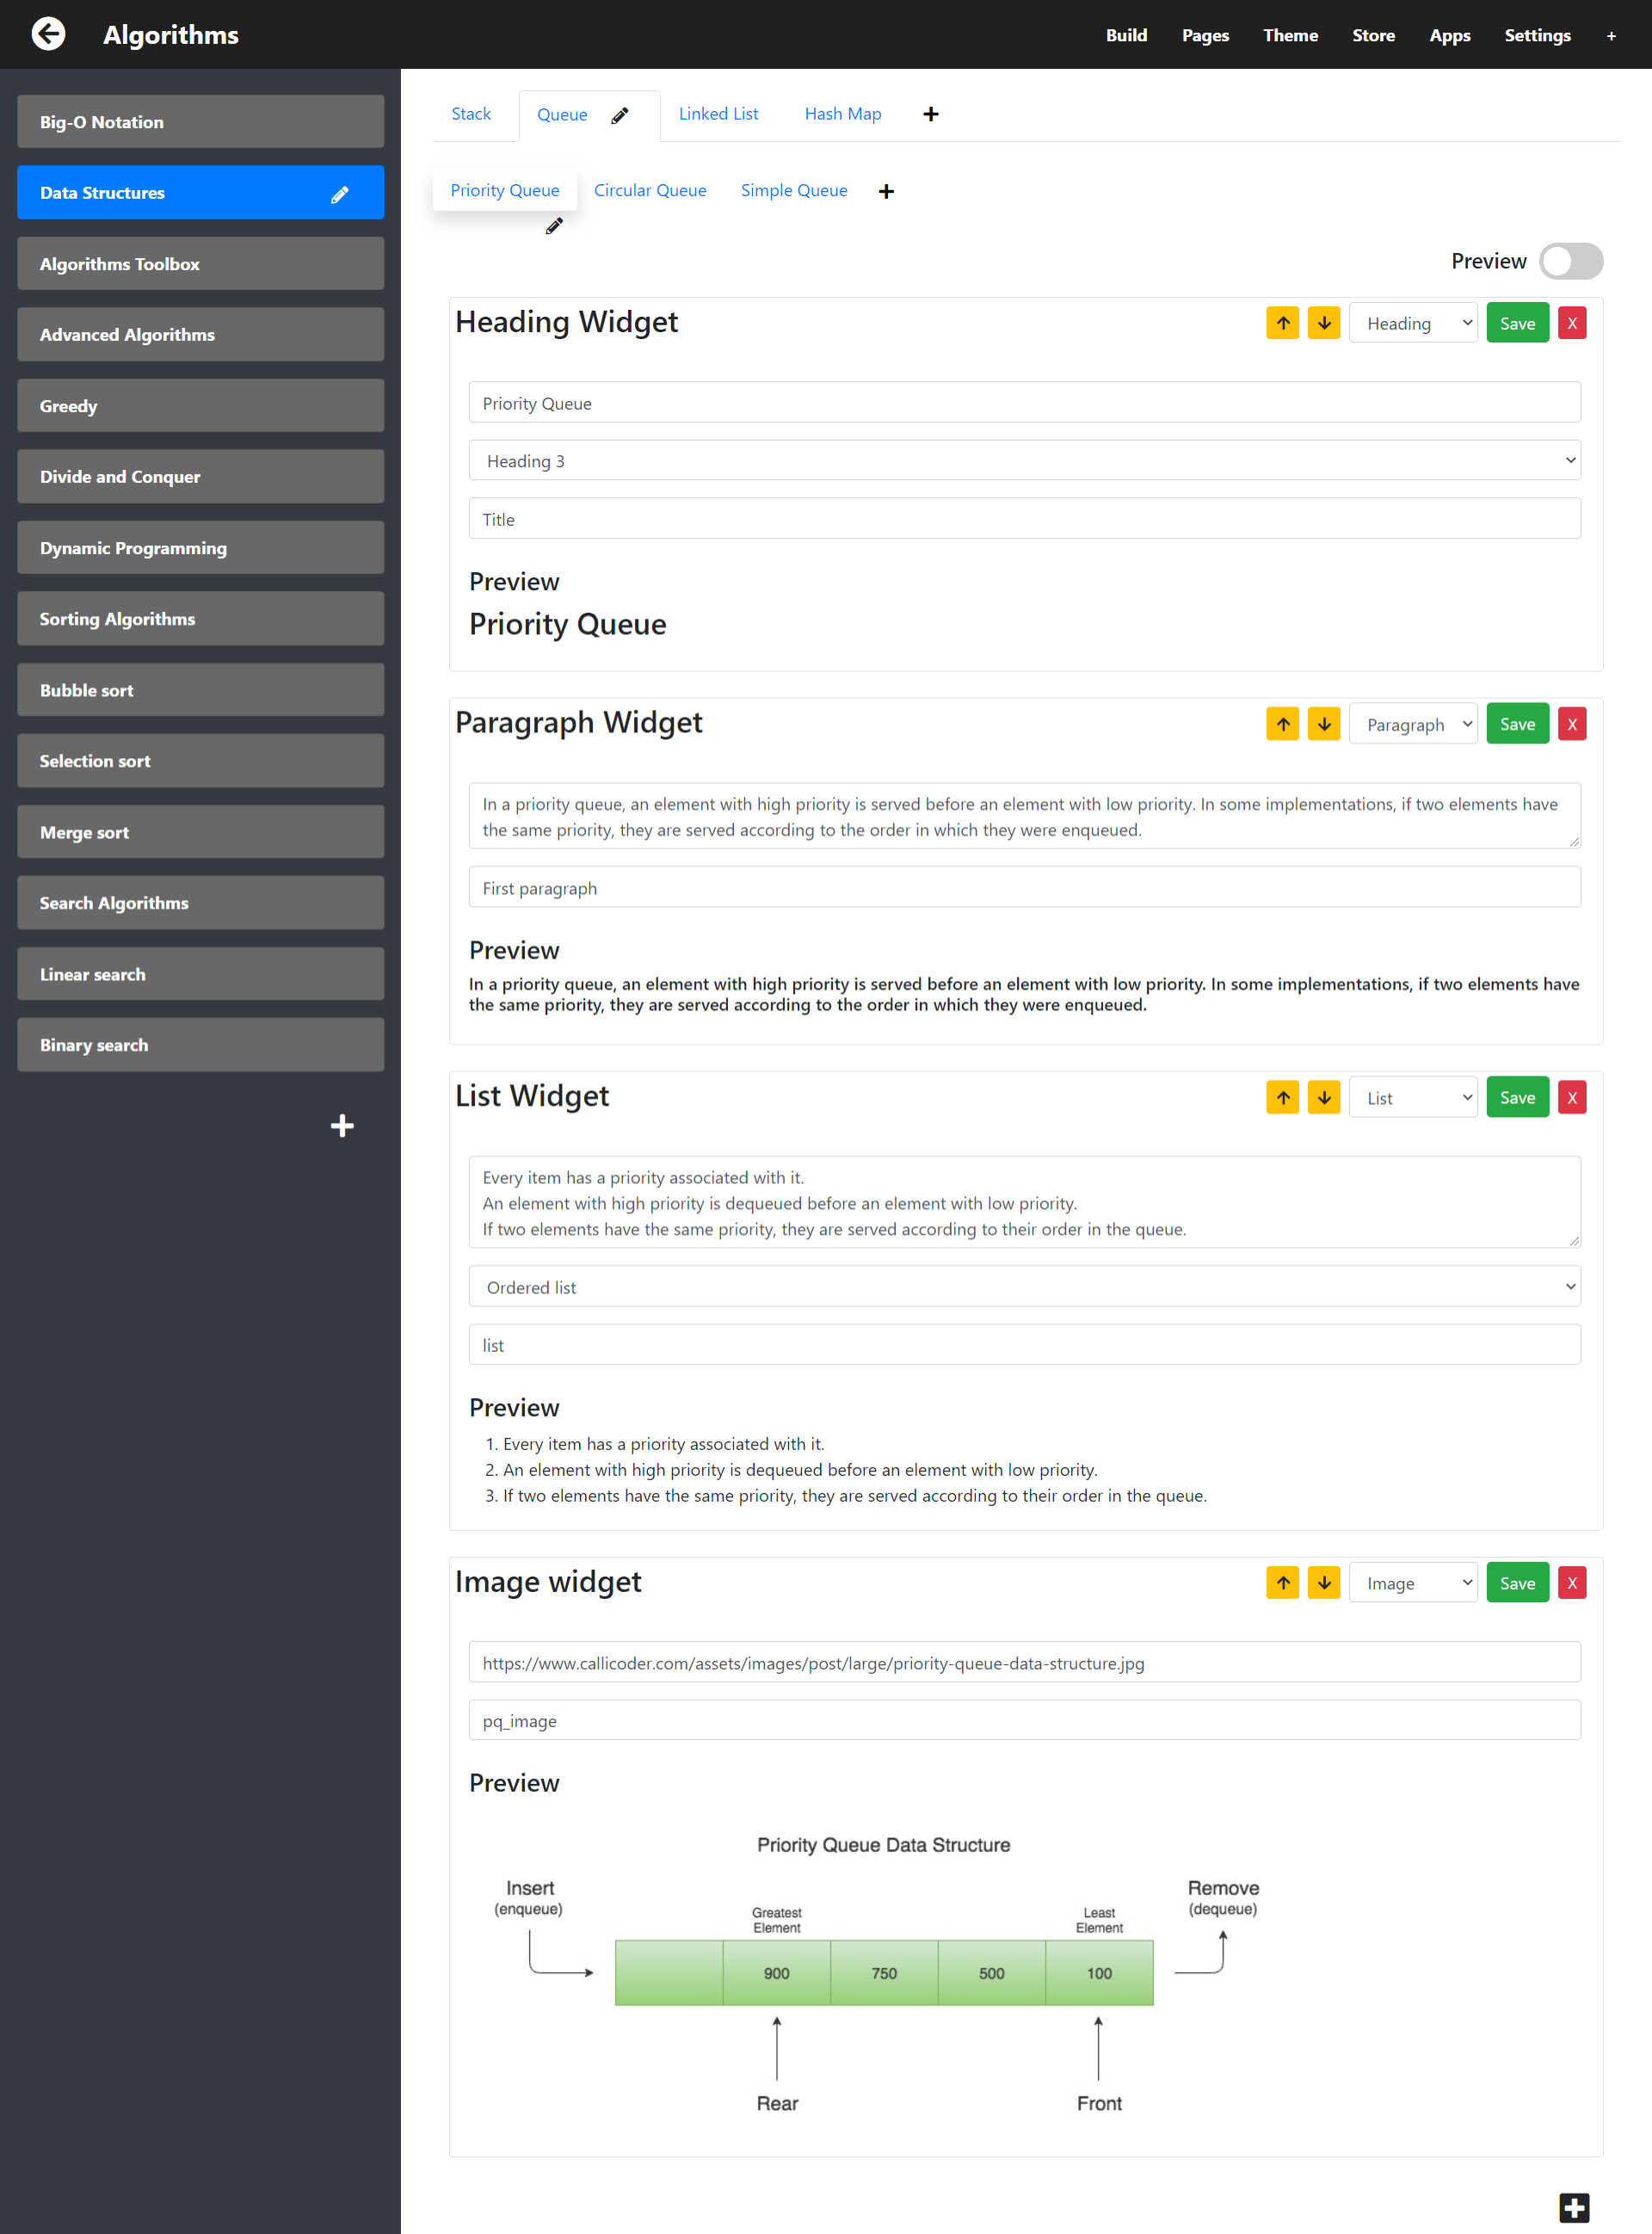 Algorithms
Build Pages Theme Store Apps Settings +
Big-O Notation
Data Structures
Algorithms Toolbox
Advanced Algorithms
Greedy
Divide and Conquer
Dynamic Programming
Sorting Algorithms
Bubble sort
Selection sort
Merge sort
Search Algorithms
Linear search
Binary search
Stack Queue Linked List Hash Map
Priority Queue Circular Queue Simple Queue
Preview
Heading Widget Heading Save X
Priority Queue
Heading 3
Title
Preview
Priority Queue
Paragraph Widget Paragraph Save X
In a priority queue, an element with high priority is served before an element with low priority. In some implementations, if two elements have
the same priority, they are served according to the order in which they were enqueued.
First paragraph
Preview
In a priority queue, an element with high priority is served before an element with low priority. In some implementations, if two elements have
the same priority, they are served according to the order in which they were enqueued.
List Widget List Save X
Every item has a priority associated with it.
An element with high priority is dequeued before an element with low priority.
If two elements have the same priority, they are served according to their order in the queue.
Ordered list
list
Preview
1. Every item has a priority associated with it.
2. An element with high priority is dequeued before an element with low priority.
3. If two elements have the same priority, they are served according to their order in the queue.
Image widget Image Save X
https://www.callicoder.com/assets/images/post/large/priority-queue-data-structure.jpg
pq_image
Preview
Priority Queue Data Structure
Insert
(enqueue)
Remove
(dequeue)
Greatest
Element
Least
Element
900 750 500 100
Rear
Front